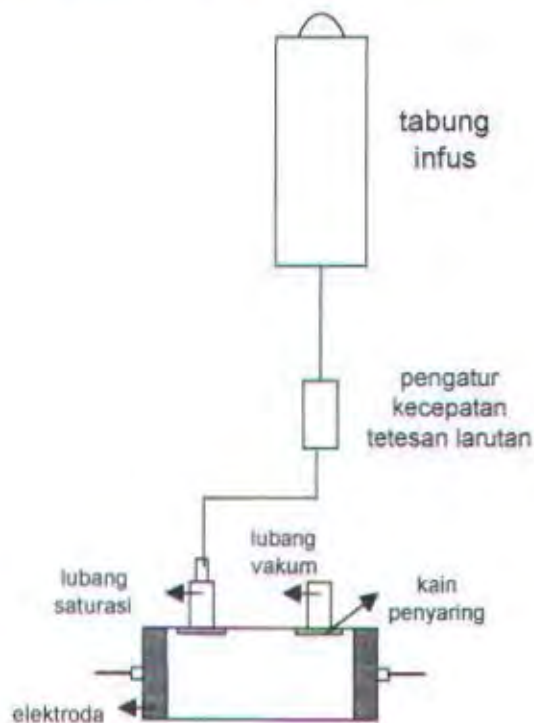 tabung
infus
pengatur
kecepatan
tetesan larutan
lubang
vakum
lubang
saturasi
kain
penyaring
elektroda